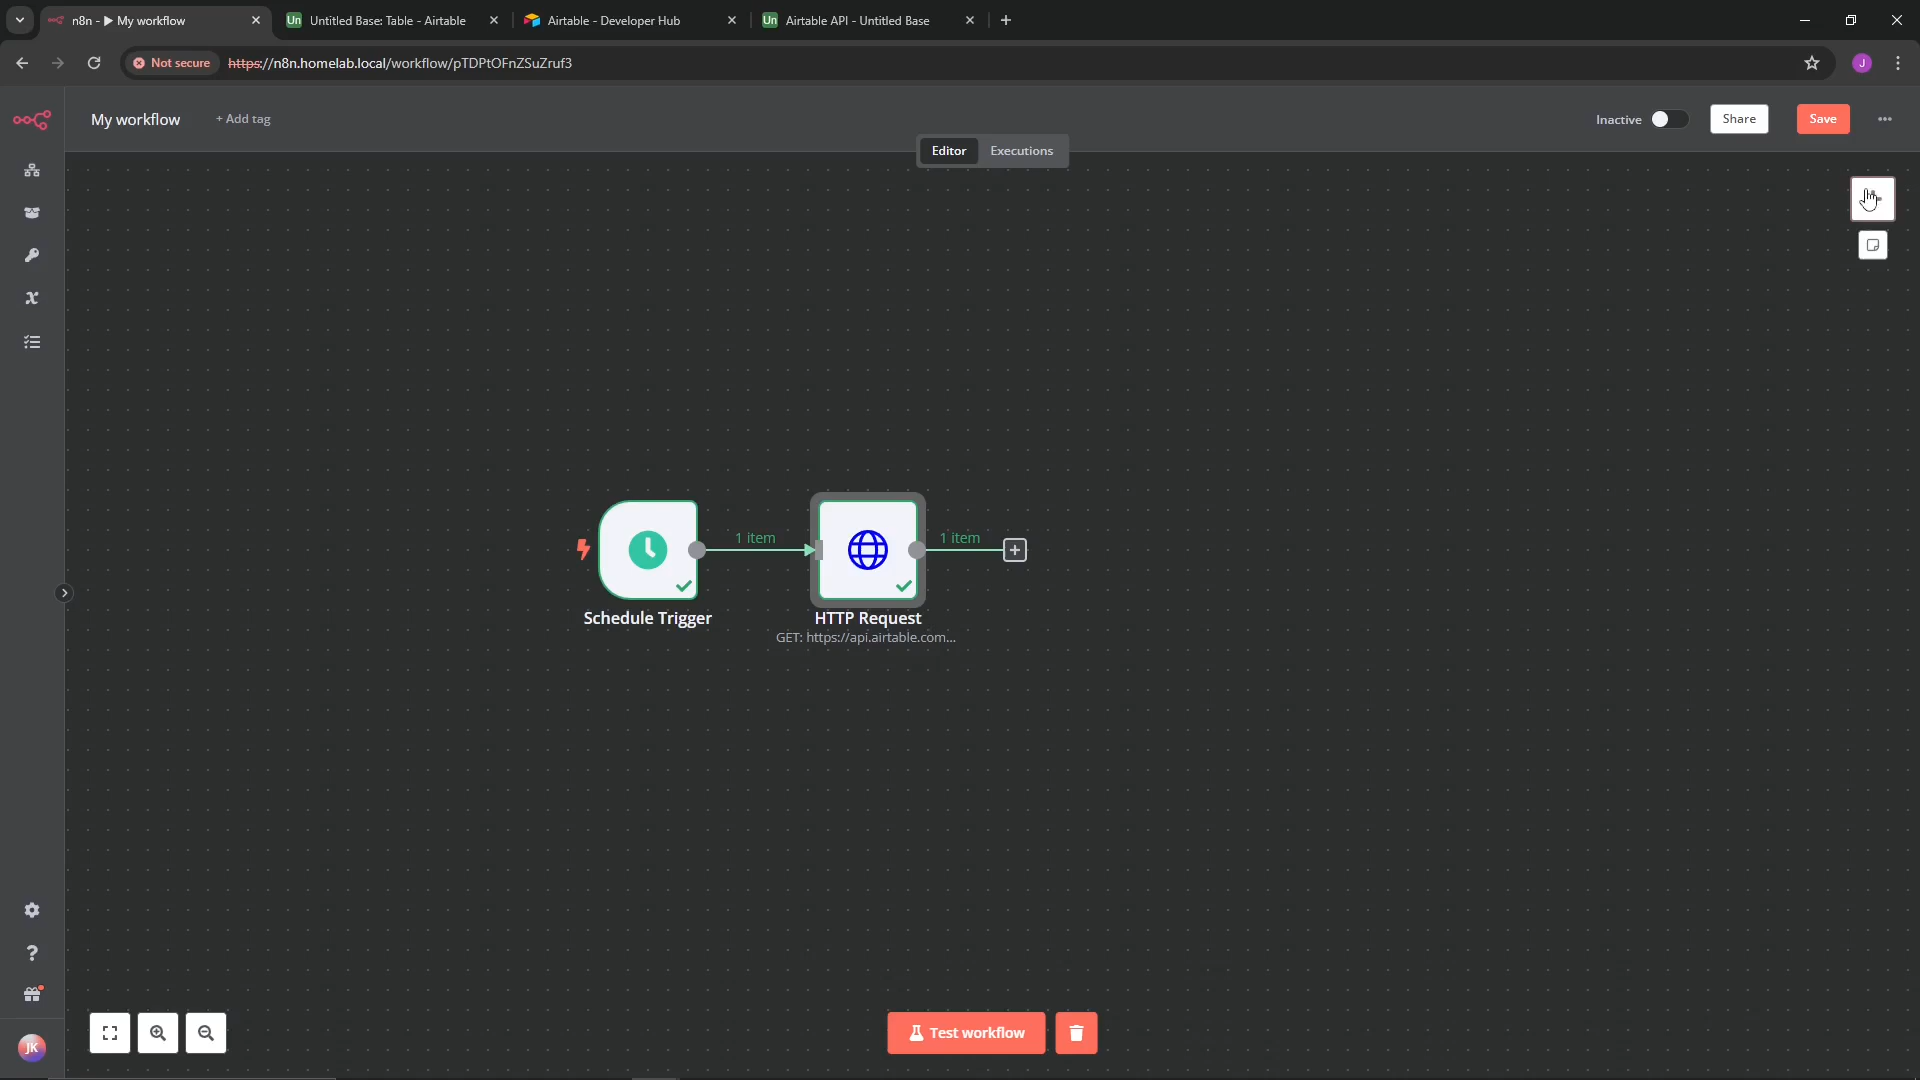 n8n - ▶ My workflow
Untitled Base: Table - Airtable
Airtable - Developer Hub
Airtable API - Untitled Base
Not secure
https://n8n.homelab.local/workflow/pTDPtOFnZSuZruf3
J
My workflow
+ Add tag
Inactive
Share
Save
Editor
Executions
1 item
1 item
Schedule Trigger
HTTP Request
GET: https://api.airtable.com...
Test workflow
JK